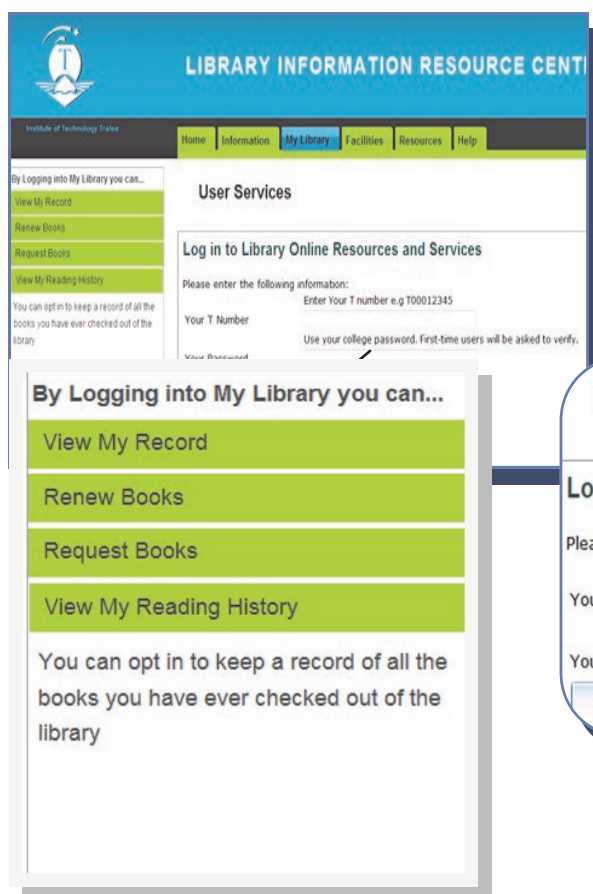 T
LIBRARY INFORMATION RESOURCE CENT
Institute of Technology Tralee
Home Information My Library Facilities Resources Help
By Logging into My Library you can...
View My Record
Renew Books
Request Books
View My Reading History
You can opt in to keep a record of all the
books you have ever checked out of the
library
User Services
Log in to Library Online Resources and Services
Please enter the following information:
Enter Your T number e.g T00012345
Your T Number
Use your college password. First-time users will be asked to verify.
Your Password
By Logging into My Library you can...
View My Record
Renew Books
Request Books
View My Reading History
You can opt in to keep a record of all the
books you have ever checked out of the
library
Lo
Plea
You
You